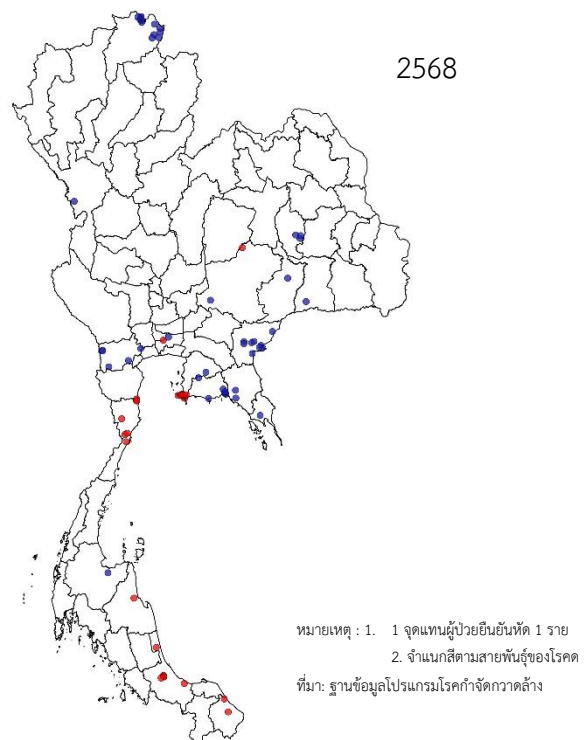 2568
หมายเหตุ : 1. 1 จุดแทนผู้ป่วยยืนยันหัด 1 ราย
2. จำแนกสีตามสายพันธุ์ของโรคหัด
ที่มา: ฐานข้อมูลโปรแกรมโรคกำจัดกวาดล้าง